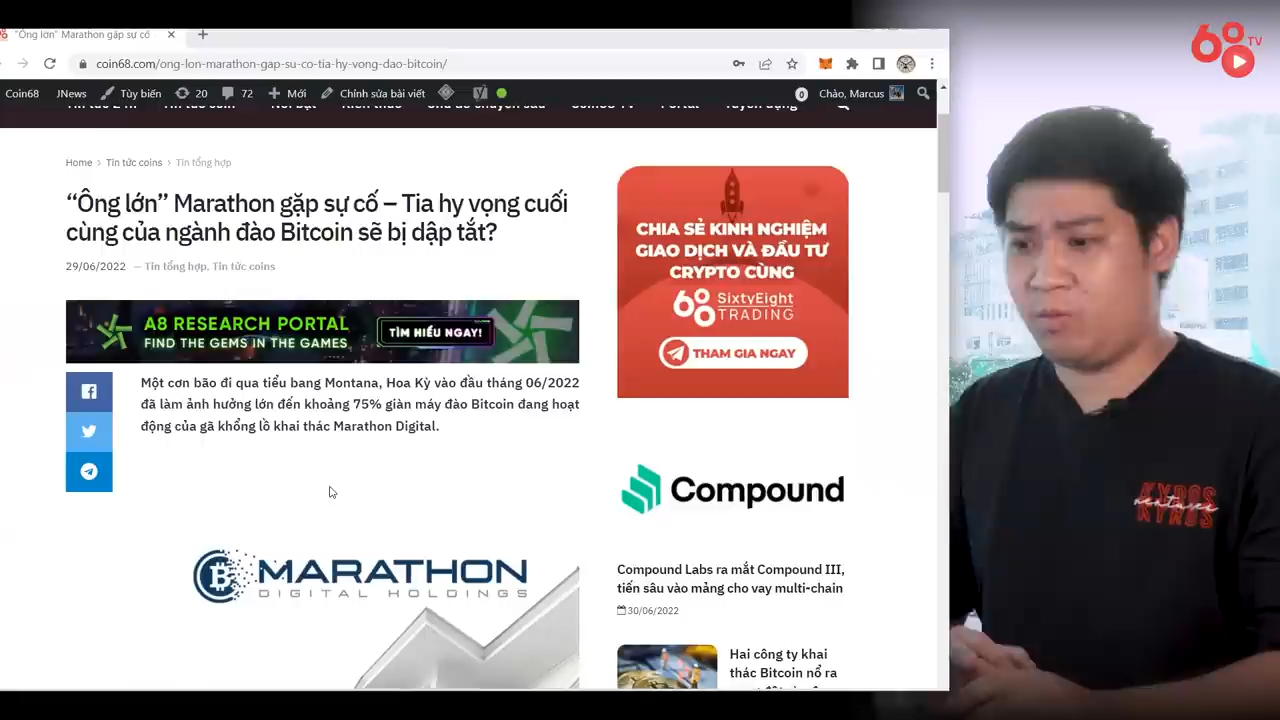 "Ông lớn" Marathon gặp sự cố
coin68.com/ong-lon-marathon-gap-su-co-tia-hy-vong-dao-bitcoin/
Coin68 JNews Tùy biến 20 72 Mới Chỉnh sửa bài viết 0 Chào, Marcus
Home > Tin tức coins > Tin tổng hợp
“Ông lớn” Marathon gặp sự cố – Tia hy vọng cuối
cùng của ngành đào Bitcoin sẽ bị dập tắt?
29/06/2022 — Tin tổng hợp, Tin tức coins
A8 RESEARCH PORTAL
FIND THE GEMS IN THE GAMES
TÌM HIỂU NGAY!
Một cơn bão đi qua tiểu bang Montana, Hoa Kỳ vào đầu tháng 06/2022
đã làm ảnh hưởng lớn đến khoảng 75% giàn máy đào Bitcoin đang hoạt
động của gã khổng lồ khai thác Marathon Digital.
MARATHON
DIGITAL HOLDINGS
CHIA SẺ KINH NGHIỆM
GIAO DỊCH VÀ ĐẦU TƯ
CRYPTO CÙNG
SixtyEight
TRADING
THAM GIA NGAY
Compound
Compound Labs ra mắt Compound III,
tiến sâu vào mảng cho vay multi-chain
30/06/2022
Hai công ty khai
thác Bitcoin nổ ra
68 TV
KYROS
ventures
KYROS